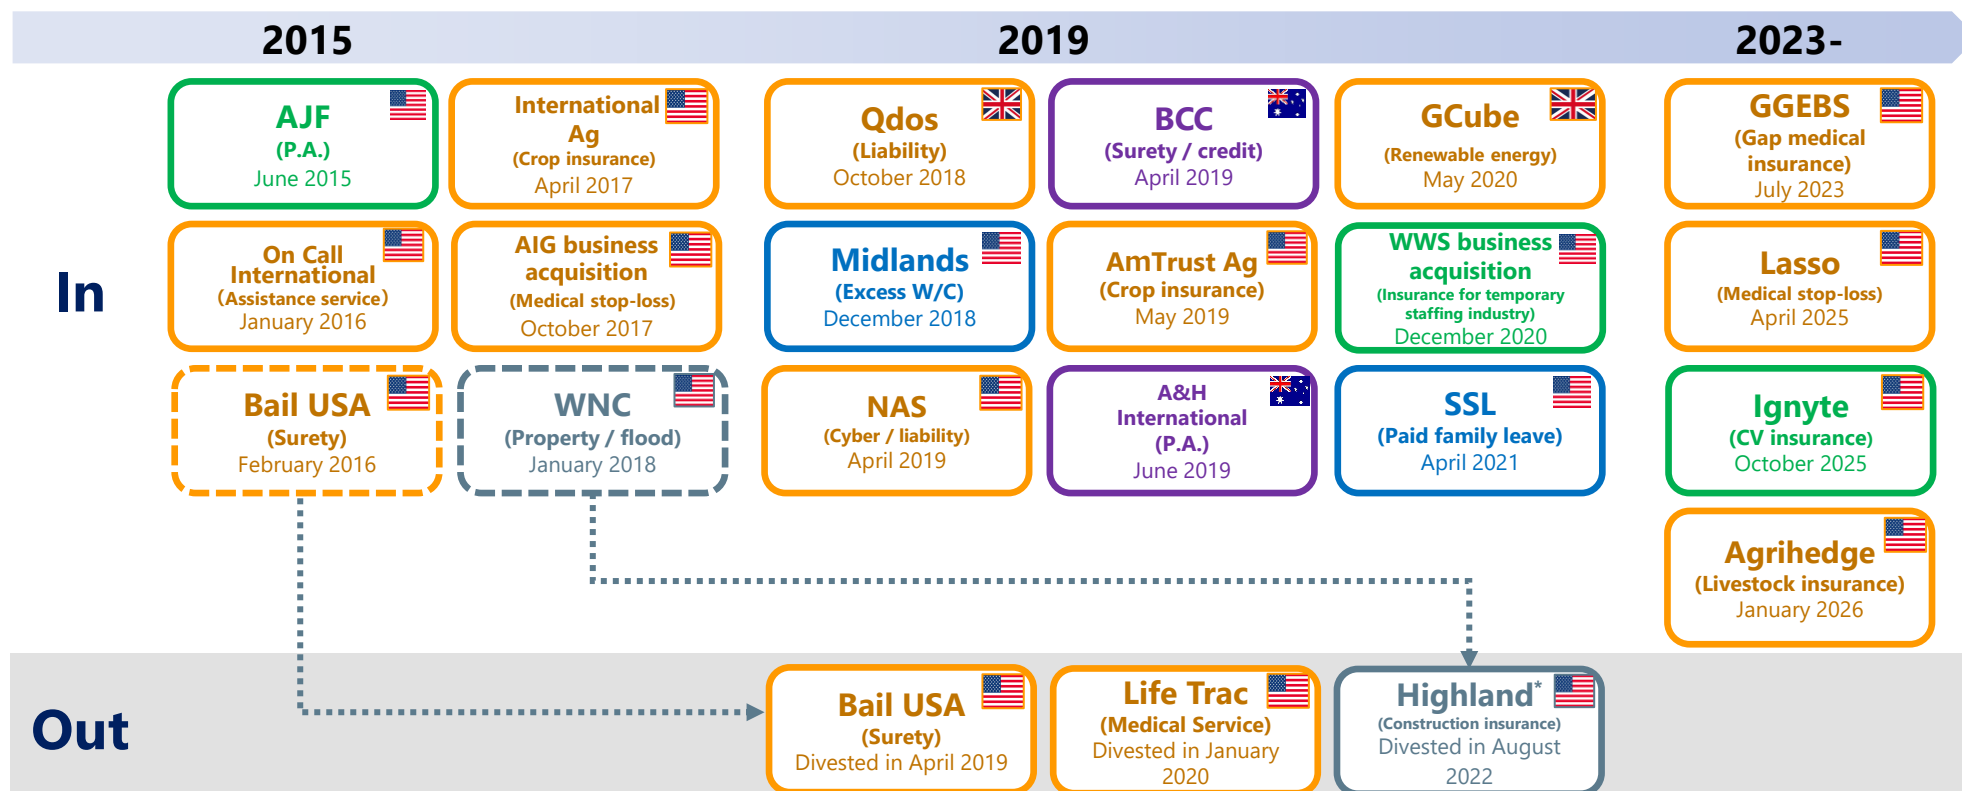 2015
2019
2023-
In
AJF
(P.A.)
June 2015
International
Ag
(Crop insurance)
April 2017
Qdos
(Liability)
October 2018
BCC
(Surety / credit)
April 2019
GCube
(Renewable energy)
May 2020
GGEBS
(Gap medical
insurance)
July 2023
On Call
International
(Assistance service)
January 2016
AIG business
acquisition
(Medical stop-loss)
October 2017
Midlands
(Excess W/C)
December 2018
AmTrust Ag
(Crop insurance)
May 2019
WWS business
acquisition
(Insurance for temporary
staffing industry)
December 2020
Lasso
(Medical stop-loss)
April 2025
Bail USA
(Surety)
February 2016
WNC
(Property / flood)
January 2018
NAS
(Cyber / liability)
April 2019
A&H
International
(P.A.)
June 2019
SSL
(Paid family leave)
April 2021
Ignyte
(CV insurance)
October 2025
Agrihedge
(Livestock insurance)
January 2026
Out
Bail USA
(Surety)
Divested in April 2019
Life Trac
(Medical Service)
Divested in January
2020
Highland*
(Construction insurance)
Divested in August
2022